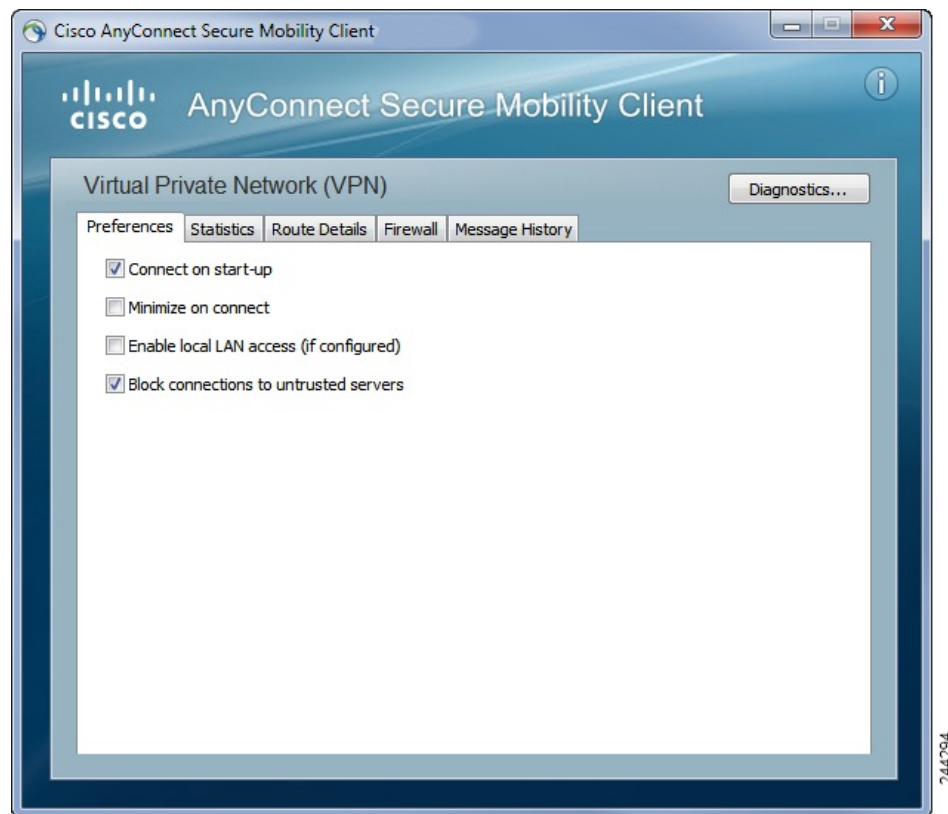 Cisco AnyConnect Secure Mobility Client
CISCO AnyConnect Secure Mobility Client
Virtual Private Network (VPN)
Diagnostics...
Preferences Statistics Route Details Firewall Message History
Connect on start-up
Minimize on connect
Enable local LAN access (if configured)
Block connections to untrusted servers
244294